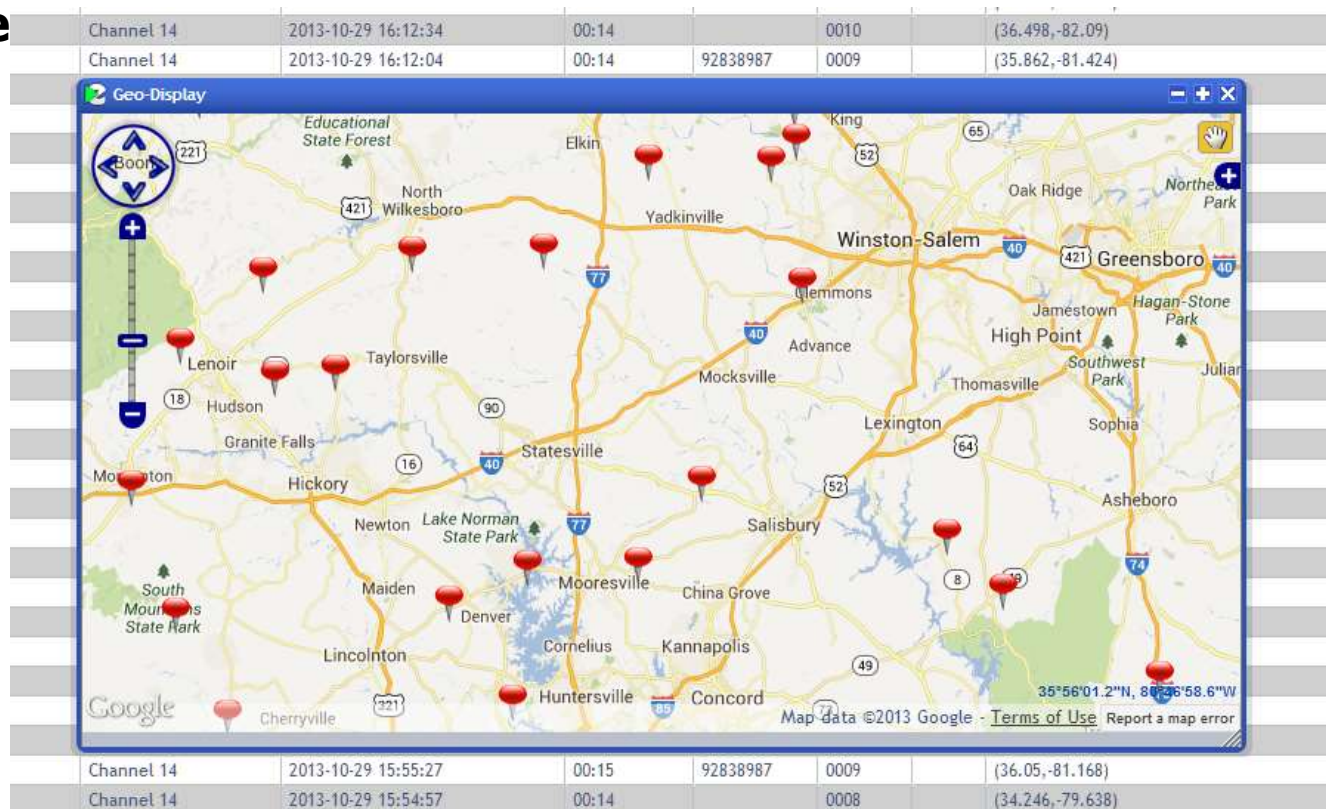 e
Channel 14 2013-10-29 16:12:34 00:14 0010 (36.498,-82.09)
Channel 14 2013-10-29 16:12:04 00:14 92838987 0009 (35.862,-81.424)
Geo-Display
Educational
State Forest
Elkin
King
52
65
221
Boon
421
North
Wilkesboro
Yadkinville
Oak Ridge
Park
Winston-Salem
40
421
Greensboro
40
77
Clemmons
Jamestown
Hagan-Stone
Park
40
Advance
High Point
Lenoir
Taylorsville
Southwest
Park
Mocksville
Thomasville
18
Hudson
90
Lexington
Sophia
Granite Falls
Statesville
64
16
40
Hickory
52
Asheboro
Newton
Lake Norman
State Park
77
Salisbury
74
South
State Park
Maiden
Mooresville
China Grove
8
Denver
Lincolnton
Cornelius
Kannapolis
49
321
Huntersville
85
Concord
Google
Cherryville
Map data ©2013 Google - Terms of Use
Report a map error
Channel 14 2013-10-29 15:55:27 00:15 92838987 0009 (36.05,-81.168)
Channel 14 2013-10-29 15:54:57 00:14 0008 (34.246,-79.638)